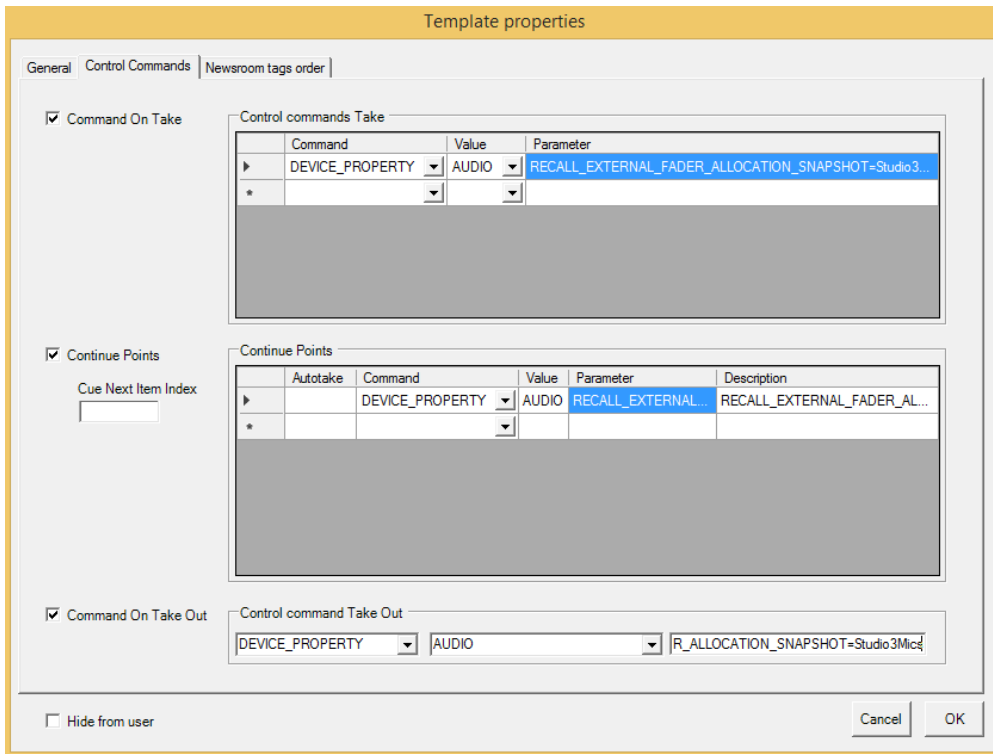 Template properties
General Control Commands Newsroom tags order
Command On Take
Control commands Take
Command Value Parameter
DEVICE_PROPERTY AUDIO RECALL_EXTERNAL_FADER_ALLOCATION_SNAPSHOT=Studio3...
*
Continue Points
Cue Next Item Index
Continue Points
Autotake Command Value Parameter Description
DEVICE_PROPERTY AUDIO RECALL_EXTERNAL... RECALL_EXTERNAL_FADER_AL...
*
Command On Take Out
Control command Take Out
DEVICE_PROPERTY AUDIO R_ALLOCATION_SNAPSHOT=Studio3Mics
Hide from user
Cancel OK